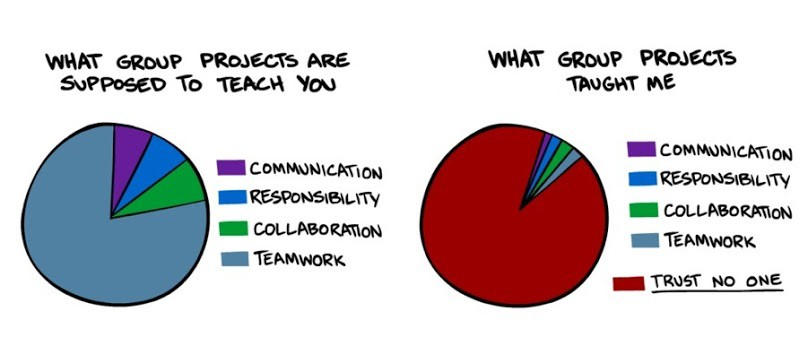 WHAT GROUP PROJECTS ARE
SUPPOSED TO TEACH YOU
COMMUNICATION
RESPONSIBILITY
COLLABORATION
TEAMWORK
WHAT GROUP PROJECTS
TAUGHT ME
COMMUNICATION
RESPONSIBILITY
COLLABORATION
TEAMWORK
TRUST NO ONE